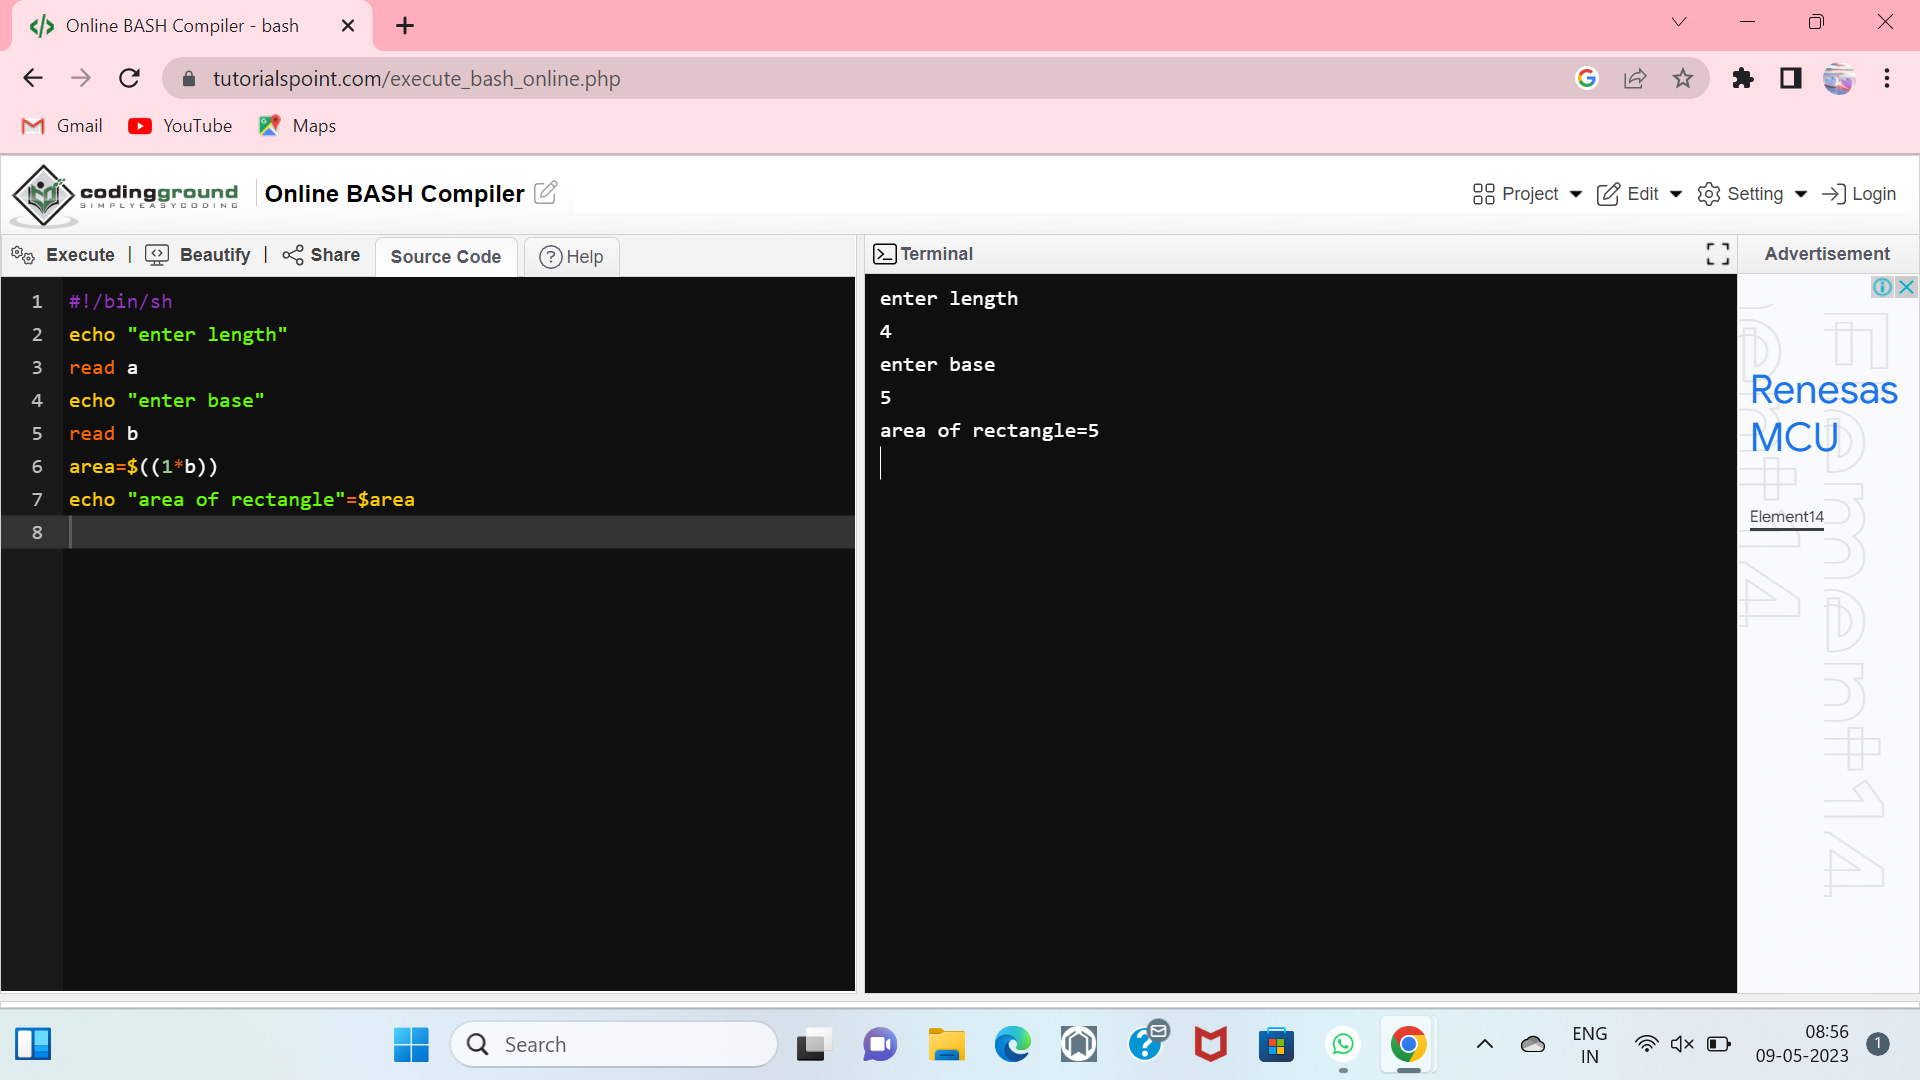 Online BASH Compiler - bash
tutorialspoint.com/execute_bash_online.php
Gmail
YouTube
Maps
codingground
SIMPLYEASYCODING
Online BASH Compiler
Project
Edit
Setting
Login
Execute | Beautify | Share
Source Code
Help
1 #!/bin/sh
2 echo "enter length"
3 read a
4 echo "enter base"
5 read b
6 area=$((1*b))
7 echo "area of rectangle"=$area
8
Terminal
enter length
4
enter base
5
area of rectangle=5
Advertisement
Renesas
MCU
Element14
Element14
Search
ENG
IN
08:56
09-05-2023
1